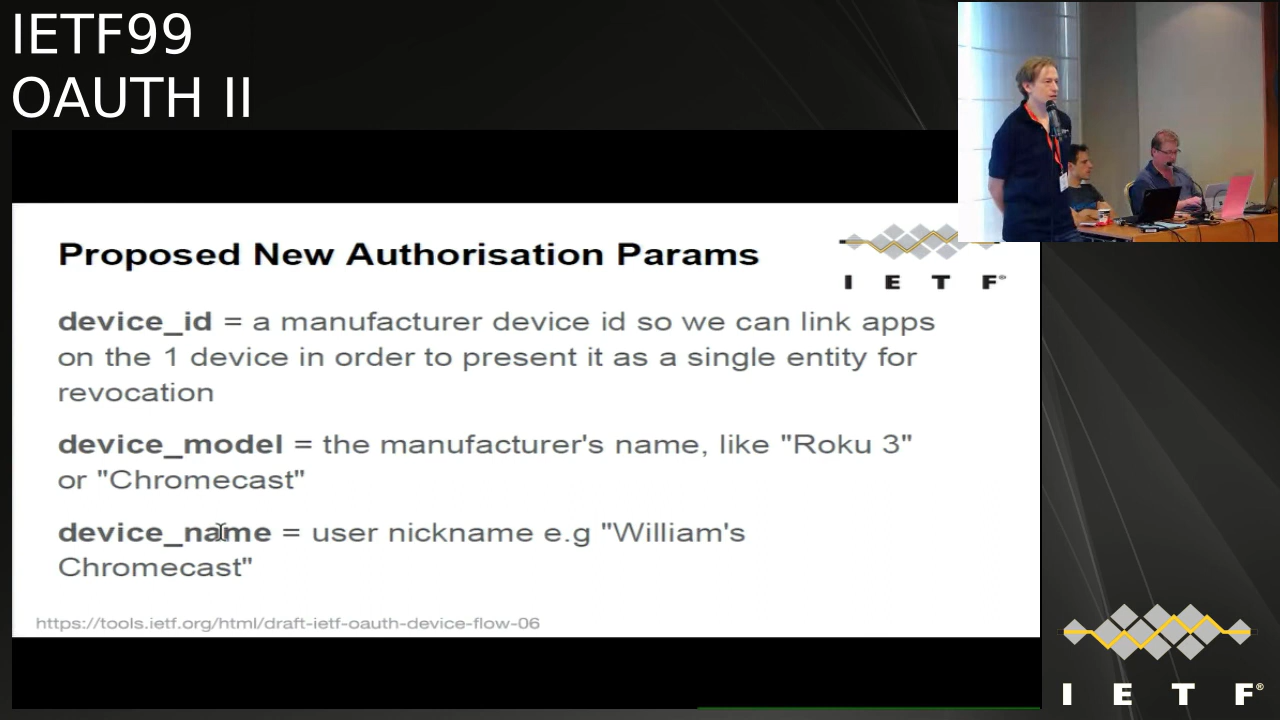 IETF99
OAUTH II
Proposed New Authorisation Params
I E T F®
device_id = a manufacturer device id so we can link apps
on the 1 device in order to present it as a single entity for
revocation
device_model = the manufacturer's name, like "Roku 3"
or "Chromecast"
device_name = user nickname e.g "William's
Chromecast"
https://tools.ietf.org/html/draft-ietf-oauth-device-flow-06
I E T F®